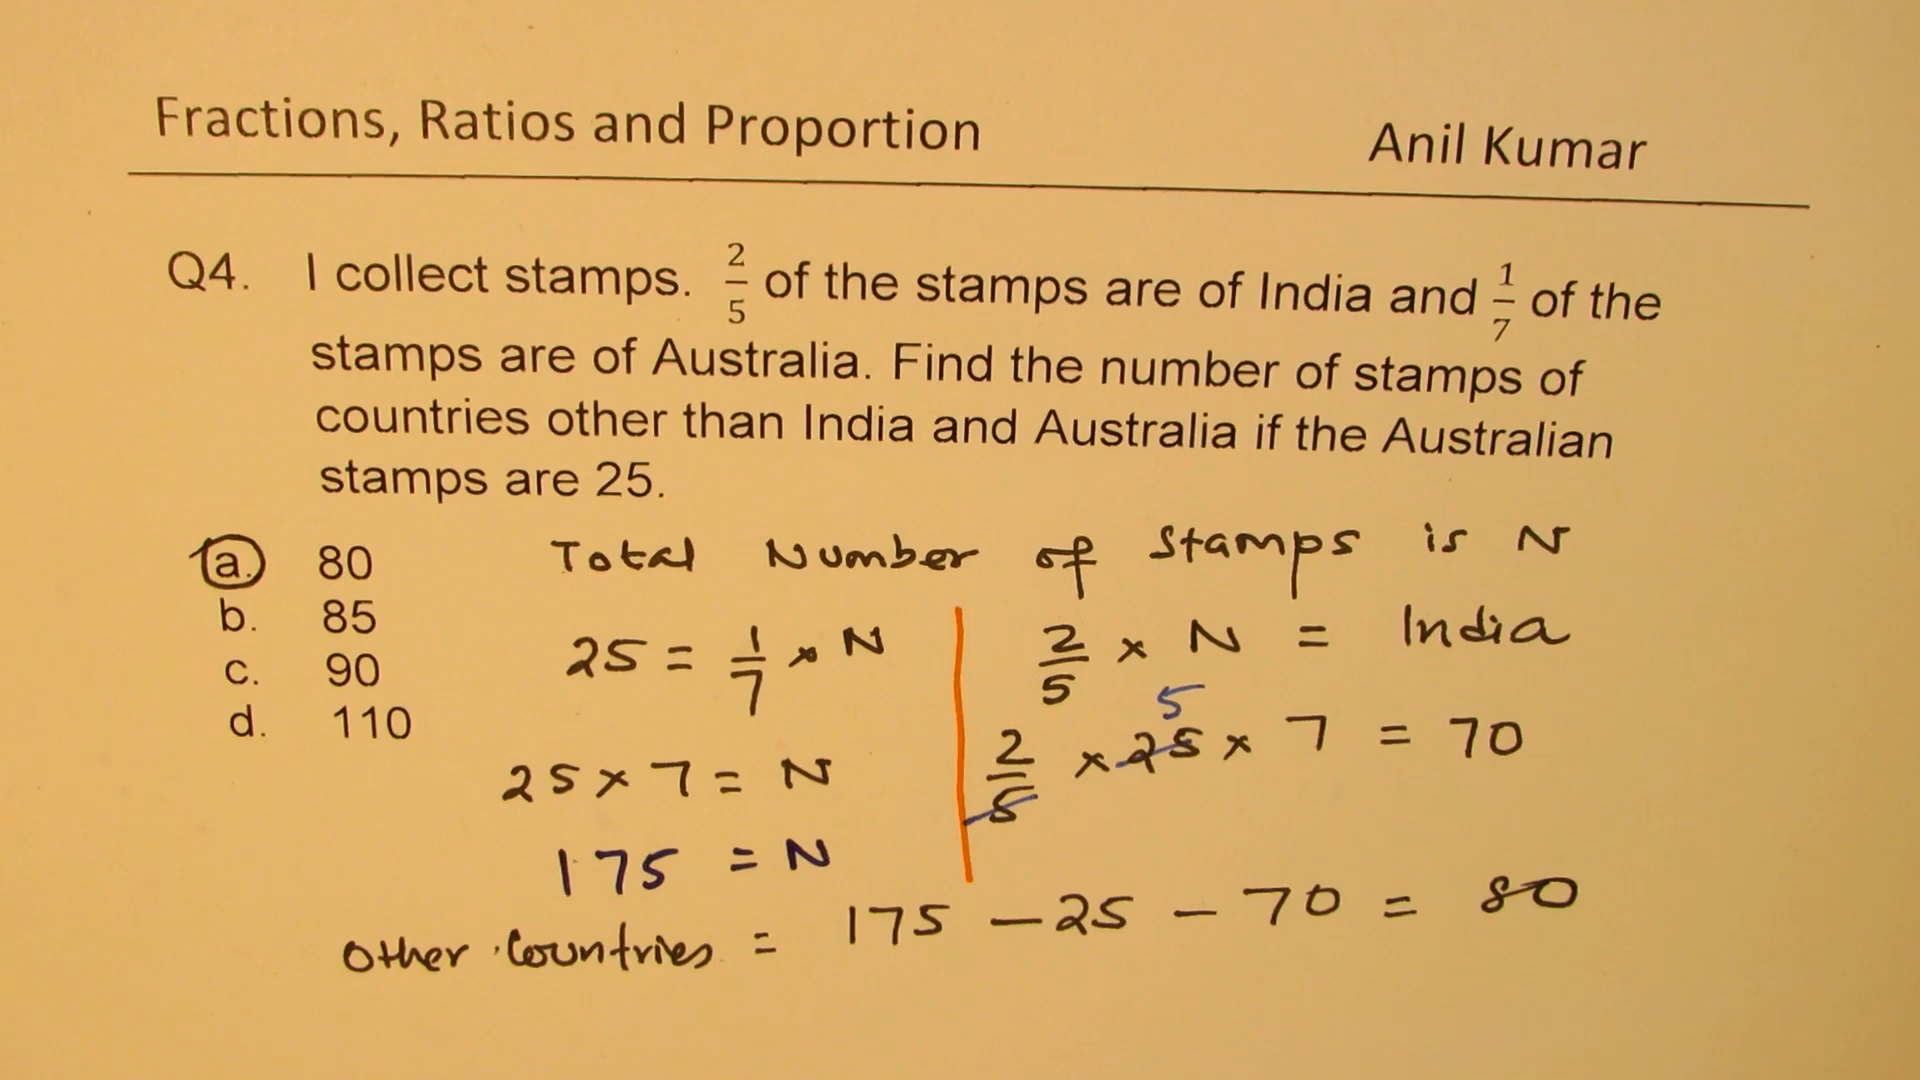 Fractions, Ratios and Proportion Anil Kumar
Q4. I collect stamps. 2/5 of the stamps are of India and 1/7 of the
stamps are of Australia. Find the number of stamps of
countries other than India and Australia if the Australian
stamps are 25.
a. 80
b. 85
c. 90
d. 110
Total Number of Stamps is N
25 = 1/7 × N
25 × 7 = N
175 = N
2/5 × N = India
5
2/5 × 25 × 7 = 70
Other Countries = 175 - 25 - 70 = 80